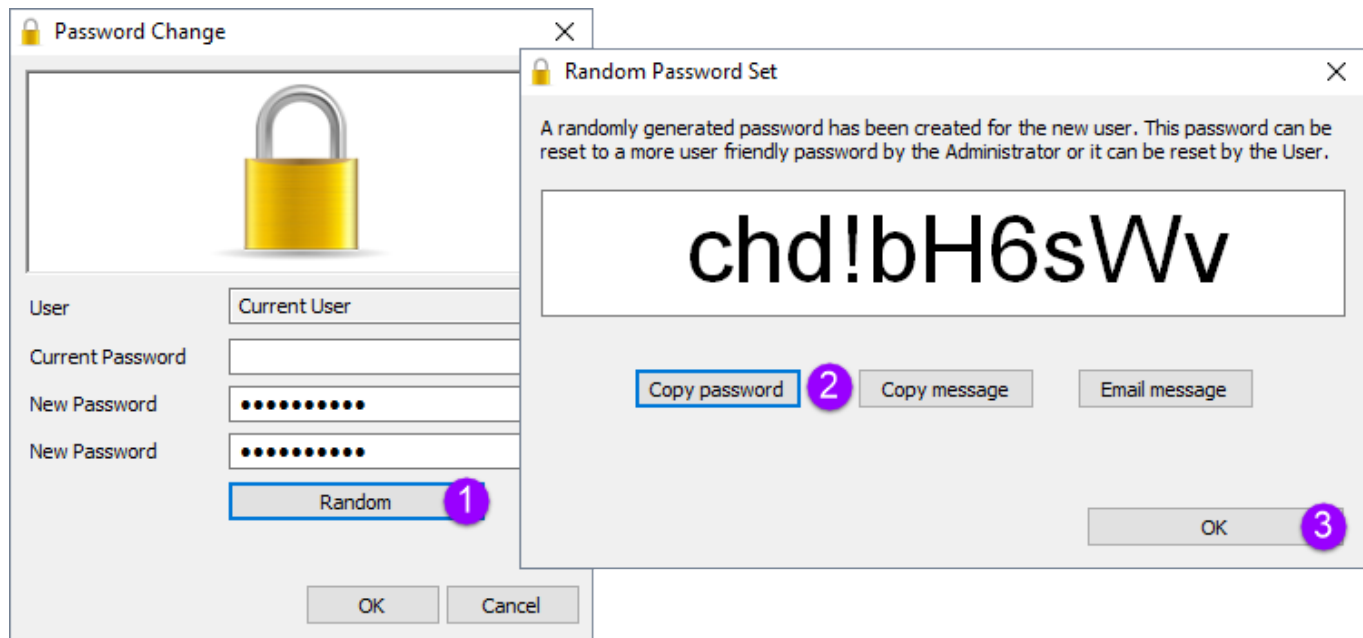 Password Change
User
Current User
Current Password
New Password
••••••••••
New Password
••••••••••
Random
1
OK
Cancel
Random Password Set
A randomly generated password has been created for the new user. This password can be
reset to a more user friendly password by the Administrator or it can be reset by the User.
chd!bH6sWv
Copy password
2
Copy message
Email message
OK
3